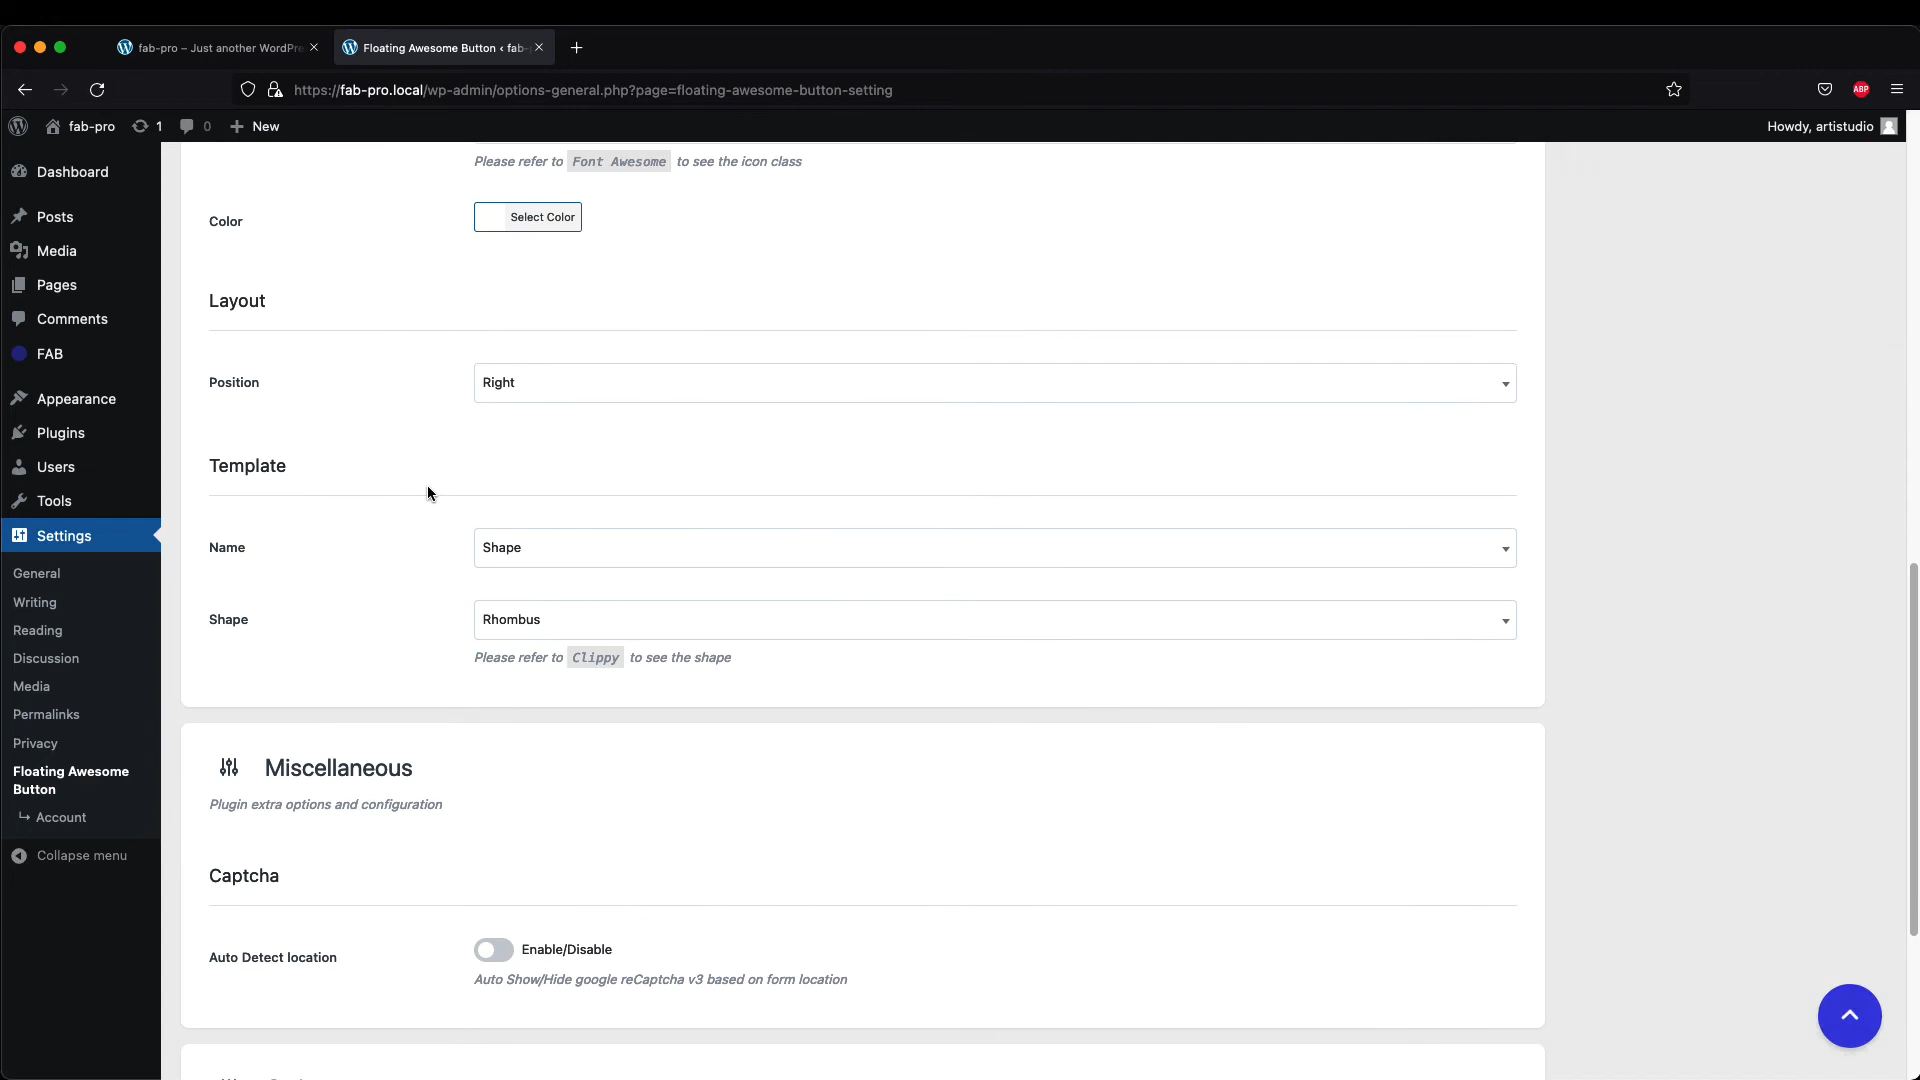 fab-pro – Just another WordPre
Floating Awesome Button ‹ fab-
https://fab-pro.local/wp-admin/options-general.php?page=floating-awesome-button-setting
ABP
fab-pro
1
0
New
Howdy, artistudio
Dashboard
Posts
Media
Pages
Comments
FAB
Appearance
Plugins
Users
Tools
Settings
General
Writing
Reading
Discussion
Media
Permalinks
Privacy
Floating Awesome
Button
Account
Collapse menu
Please refer to Font Awesome to see the icon class
Color
Select Color
Layout
Position
Right
Template
Name
Shape
Shape
Rhombus
Please refer to Clippy to see the shape
Miscellaneous
Plugin extra options and configuration
Captcha
Auto Detect location
Enable/Disable
Auto Show/Hide google reCaptcha v3 based on form location